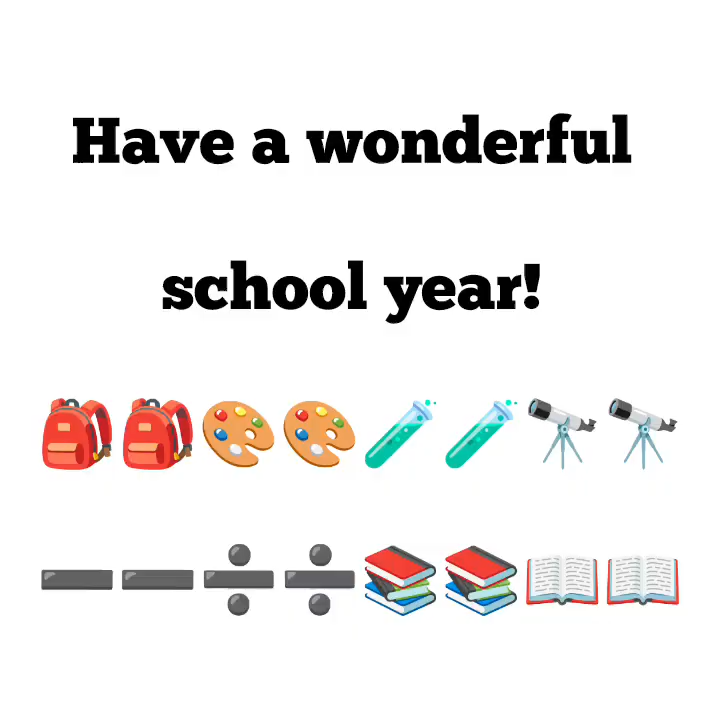 Have a wonderful
school year!
🎒🎒🎨🎨🧪🧪🔭🔭
➖➖➗➗📚📚📖📖